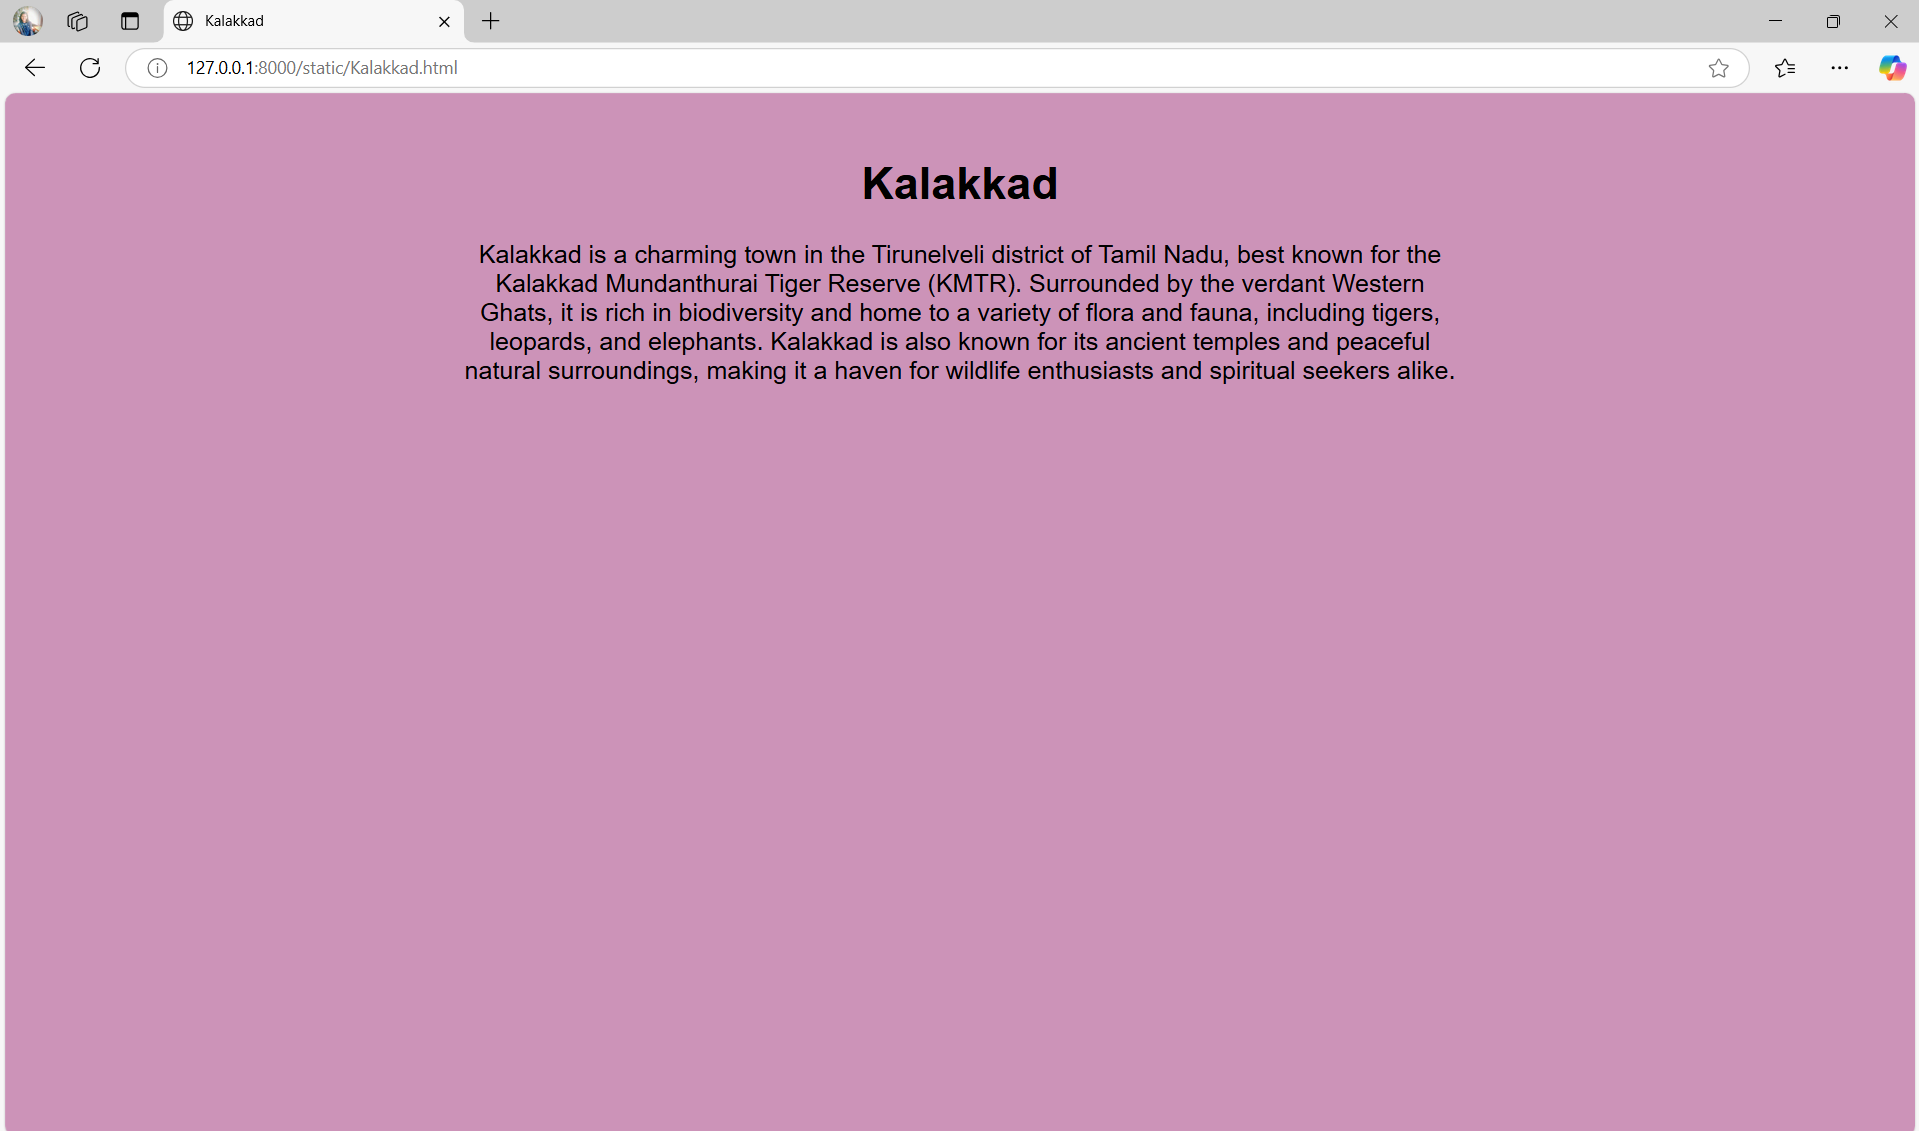 Kalakkad
127.0.0.1:8000/static/Kalakkad.html
Kalakkad
Kalakkad is a charming town in the Tirunelveli district of Tamil Nadu, best known for the
Kalakkad Mundanthurai Tiger Reserve (KMTR). Surrounded by the verdant Western
Ghats, it is rich in biodiversity and home to a variety of flora and fauna, including tigers,
leopards, and elephants. Kalakkad is also known for its ancient temples and peaceful
natural surroundings, making it a haven for wildlife enthusiasts and spiritual seekers alike.